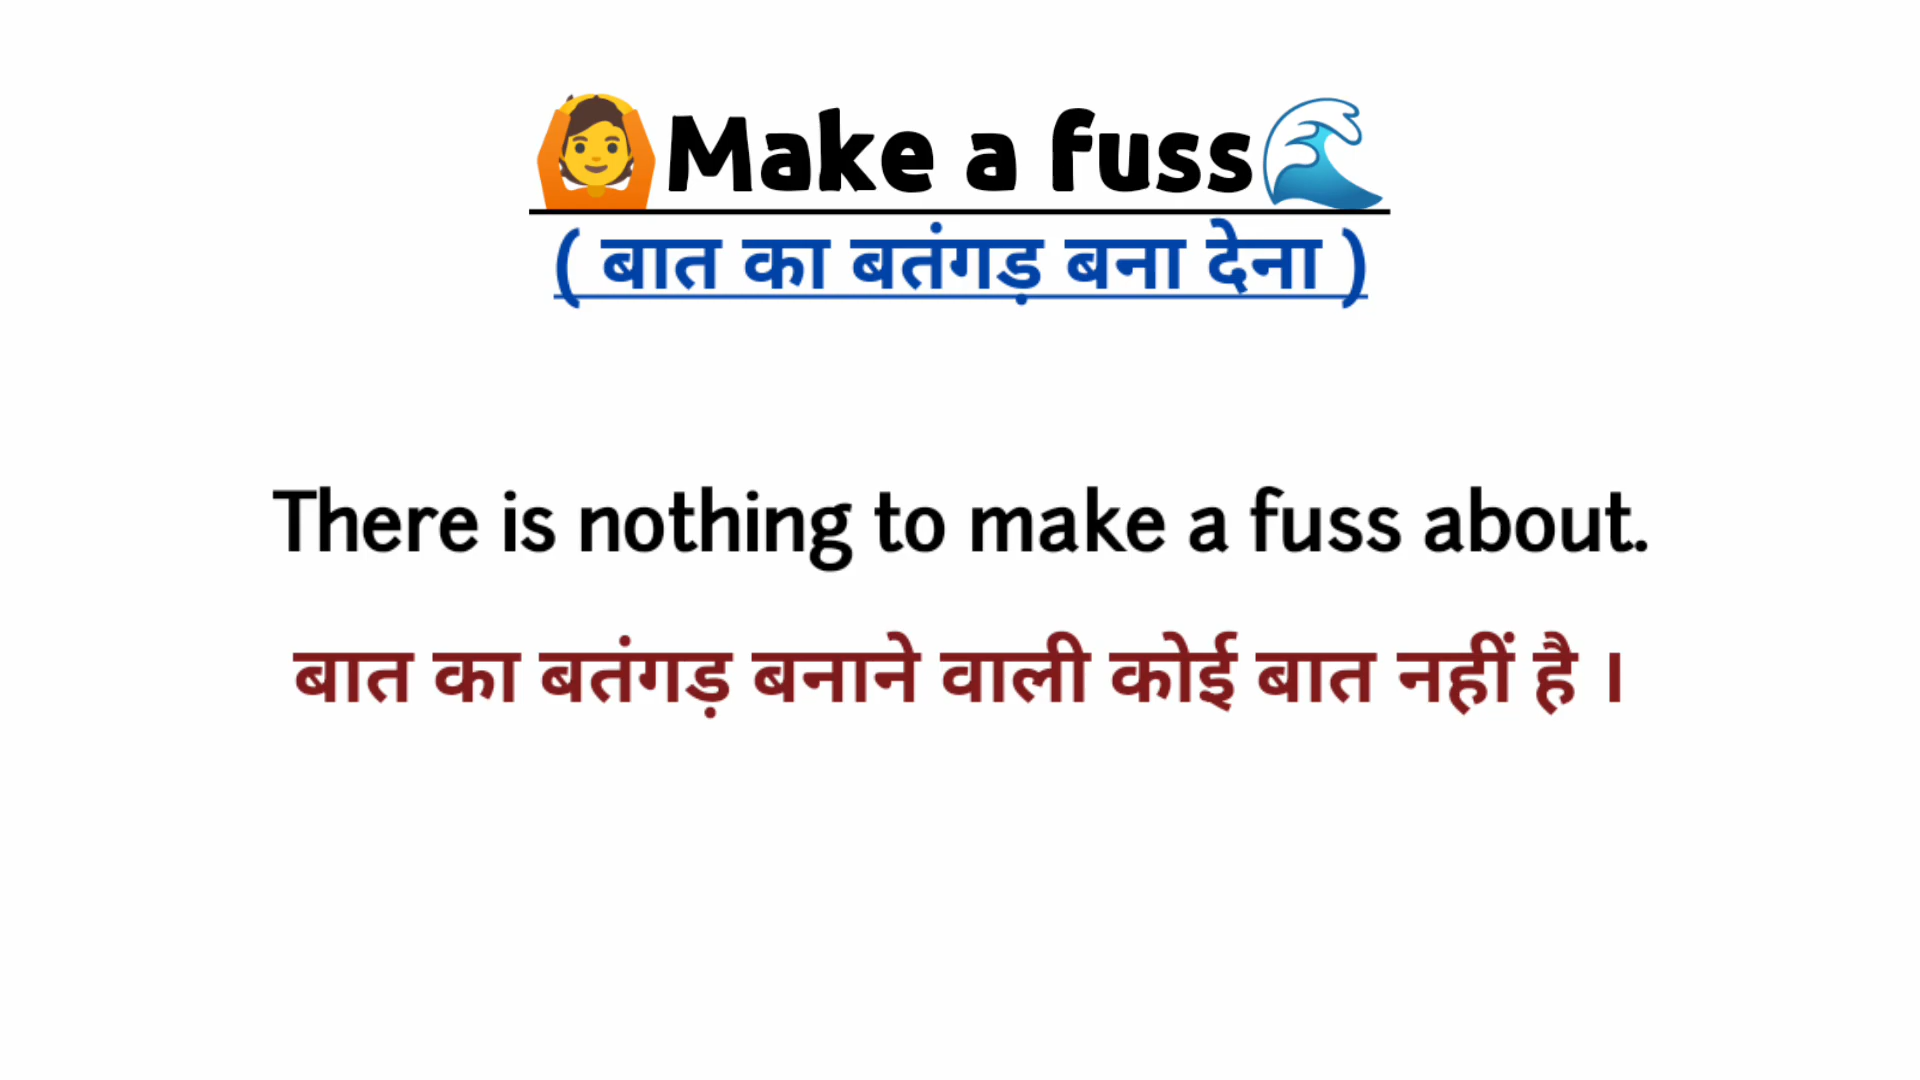 🙆Make a fuss🌊
( बात का बतंगड़ बना देना )
There is nothing to make a fuss about.
बात का बतंगड़ बनाने वाली कोई बात नहीं है ।